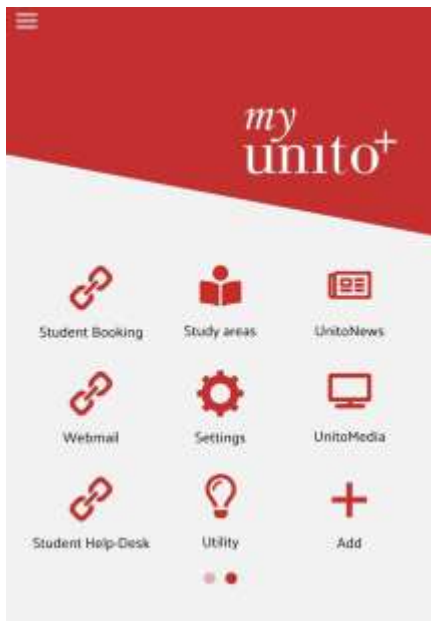 my
unito+
Student Booking
Study areas
UnitoNews
Webmail
Settings
UnitoMedia
Student Help-Desk
Utility
Add